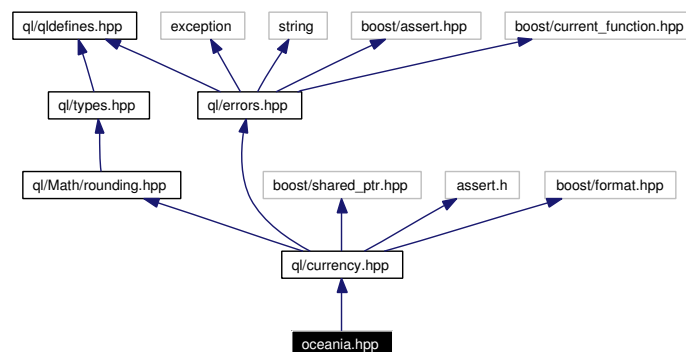 ql/qldefines.hpp
exception
string
boost/assert.hpp
boost/current_function.hpp
ql/types.hpp
ql/errors.hpp
ql/Math/rounding.hpp
boost/shared_ptr.hpp
assert.h
boost/format.hpp
ql/currency.hpp
oceania.hpp